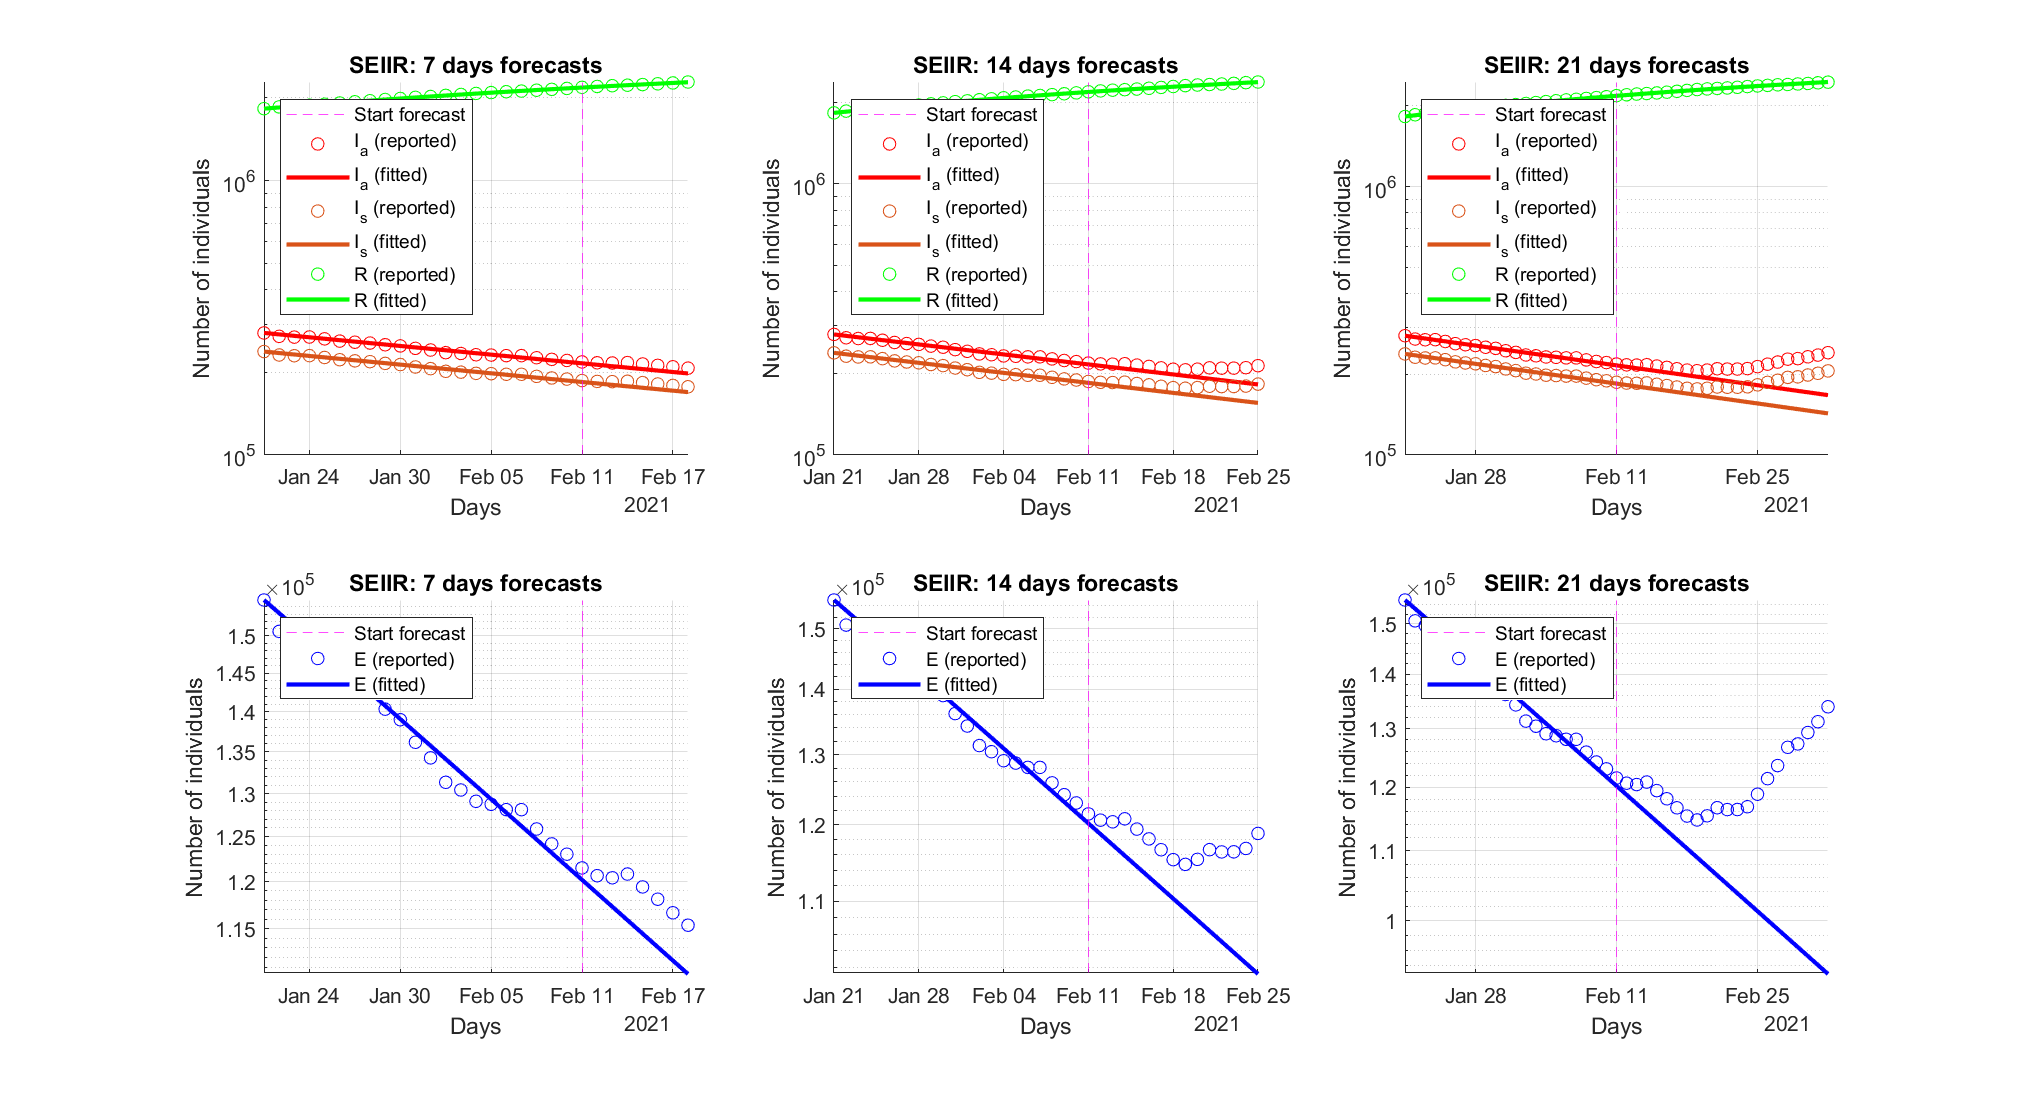 SEIIR: 7 days forecasts
Number of individuals
10^6
10^5
Start forecast
I_a (reported)
I_a (fitted)
I_s (reported)
I_s (fitted)
R (reported)
R (fitted)
Jan 24 Jan 30 Feb 05 Feb 11 Feb 17
Days
2021
SEIIR: 14 days forecasts
Number of individuals
10^6
10^5
Start forecast
I_a (reported)
I_a (fitted)
I_s (reported)
I_s (fitted)
R (reported)
R (fitted)
Jan 21 Jan 28 Feb 04 Feb 11 Feb 18 Feb 25
Days
2021
SEIIR: 21 days forecasts
Number of individuals
10^6
10^5
Start forecast
I_a (reported)
I_a (fitted)
I_s (reported)
I_s (fitted)
R (reported)
R (fitted)
Jan 28 Feb 11 Feb 25
Days
2021
×10^5
SEIIR: 7 days forecasts
Number of individuals
1.5
1.45
1.4
1.35
1.3
1.25
1.2
1.15
Start forecast
E (reported)
E (fitted)
Jan 24 Jan 30 Feb 05 Feb 11 Feb 17
Days
2021
×10^5
SEIIR: 14 days forecasts
Number of individuals
1.5
1.4
1.3
1.2
1.1
Start forecast
E (reported)
E (fitted)
Jan 21 Jan 28 Feb 04 Feb 11 Feb 18 Feb 25
Days
2021
×10^5
SEIIR: 21 days forecasts
Number of individuals
1.5
1.4
1.3
1.2
1.1
1
Start forecast
E (reported)
E (fitted)
Jan 28 Feb 11 Feb 25
Days
2021